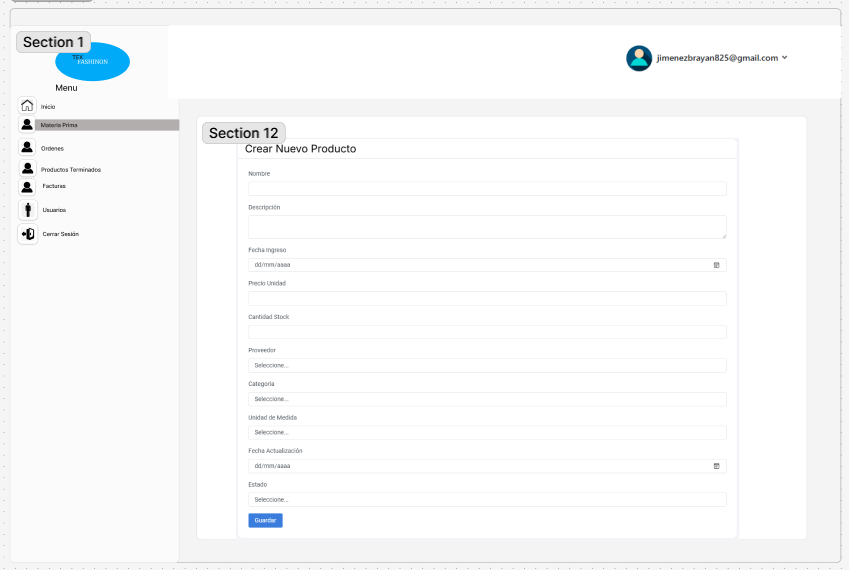 Section 1
TEX
FASHINON
jimenezbrayan825@gmail.com
Menu
Inicio
Materia Prima
Ordenes
Productos Terminados
Facturas
Usuarios
Cerrar Sesión
Section 12
Crear Nuevo Producto
Nombre
Descripción
Fecha Ingreso
dd/mm/aaaa
Precio Unidad
Cantidad Stock
Proveedor
Seleccione...
Categoría
Seleccione...
Unidad de Medida
Seleccione...
Fecha Actualización
dd/mm/aaaa
Estado
Seleccione...
Guardar